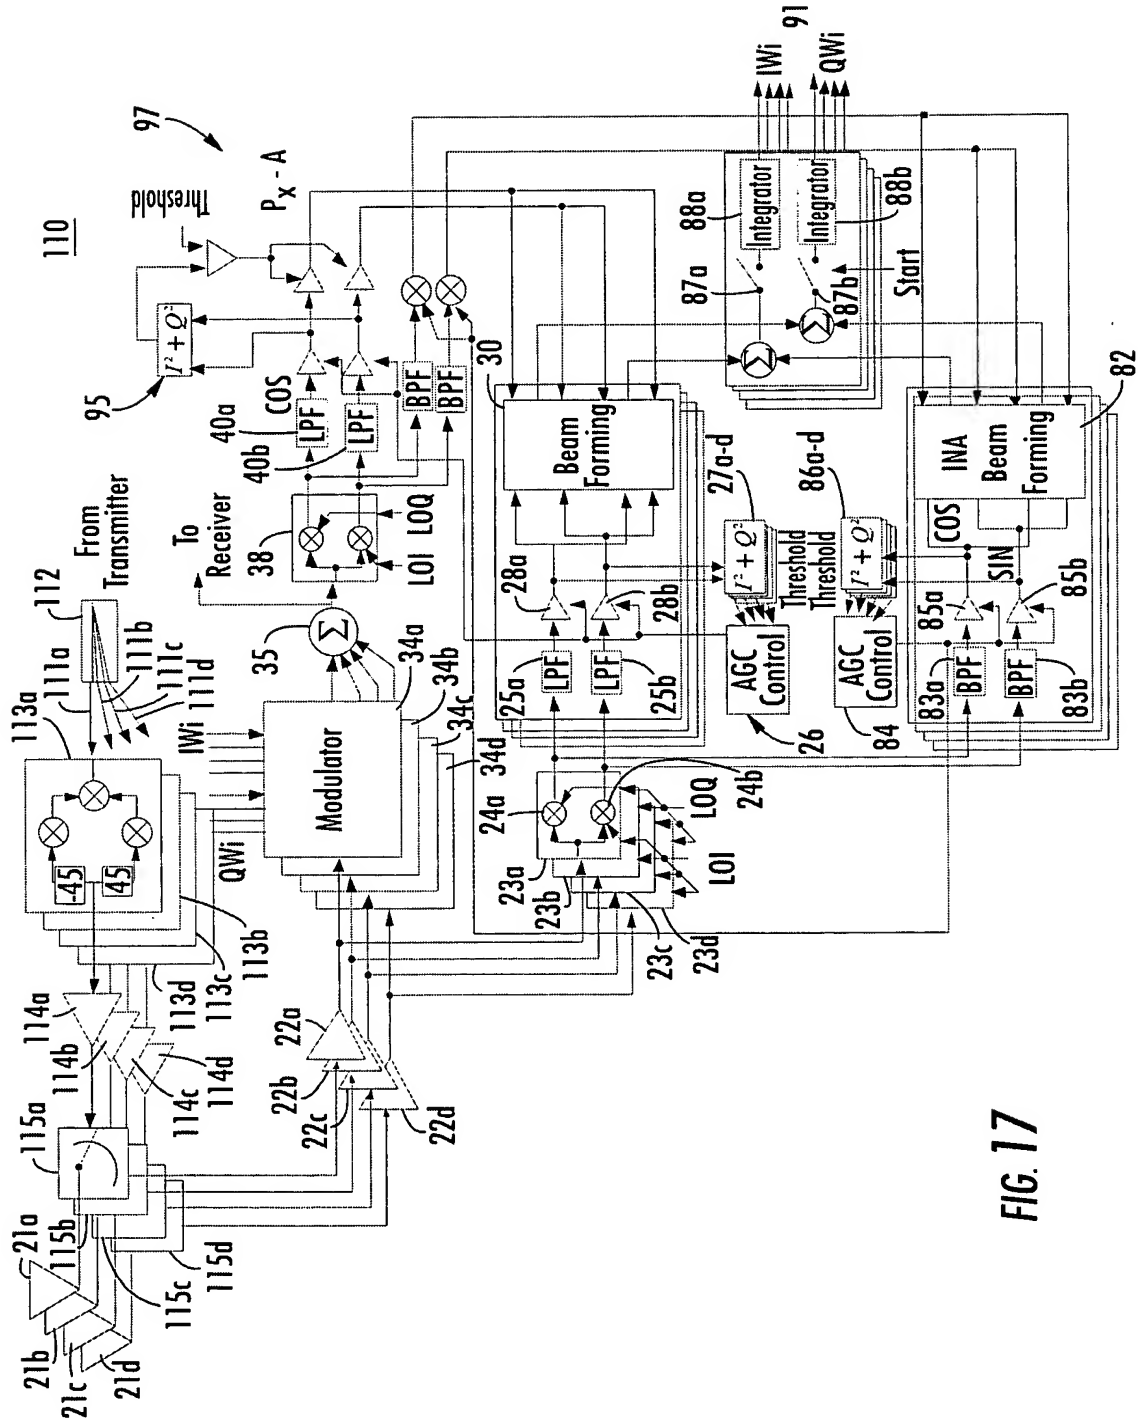 110
97
Threshold
P_X - A
95
I² + Q²
40a
COS
LPF
40b
LPF
BPF
BPF
From
Transmitter
112
111a
111b
111c
111d
113a
-45
45
113b
113c
113d
114a
114b
114c
114d
115a
115b
115c
115d
21a
21b
21c
21d
To
Receiver
38
LOQ
LOI
35
Σ
IWi
QWi
Modulator
34a
34b
34c
34d
22a
22b
22c
22d
30
Beam
Forming
28a
28b
25a
LPF
LPF
25b
24a
24b
23a
23b
23c
23d
LOQ
LOI
27a-d
I² + Q²
Threshold
AGC
Control
26
86a-d
I² + Q²
Threshold
AGC
Control
84
88a
Integrator
Integrator
88b
87a
87b
Start
Σ
Σ
IWi
91
QWi
82
INA
Beam
Forming
COS
SIN
85a
85b
83a
BPF
BPF
83b
FIG. 17